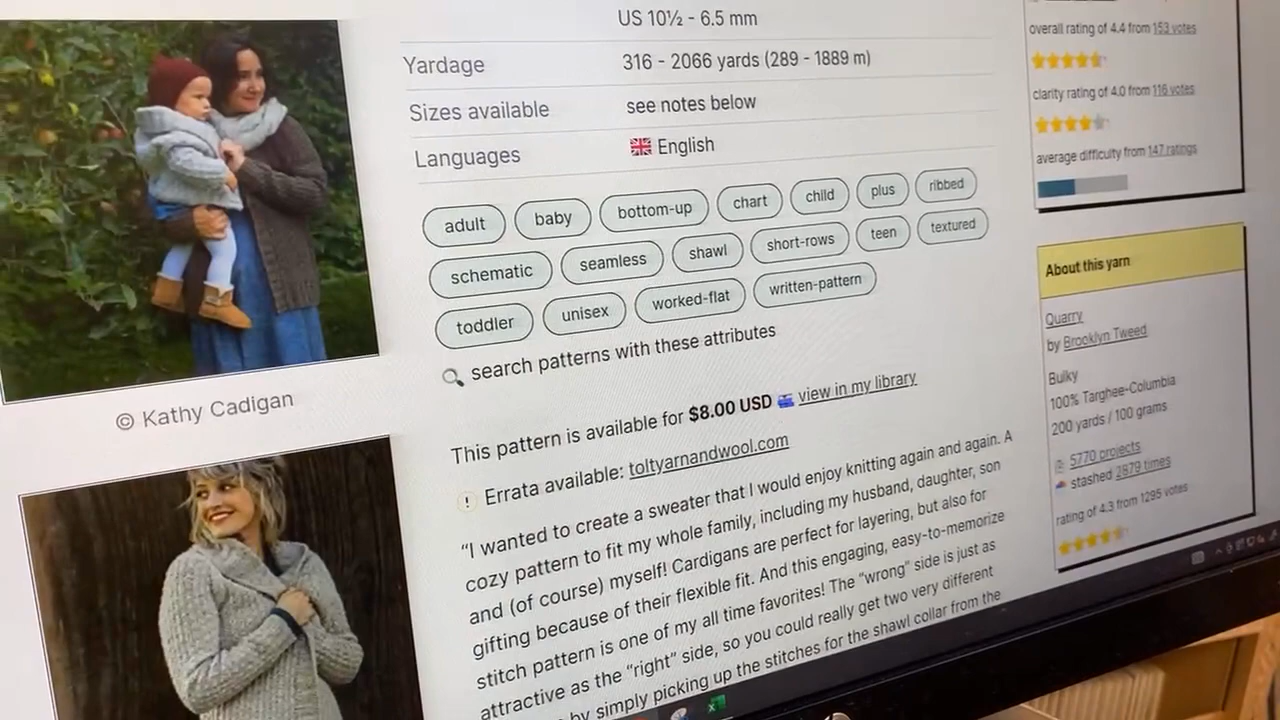 US 10½ - 6.5 mm
Yardage 316 - 2066 yards (289 - 1889 m)
Sizes available see notes below
Languages English
adult baby bottom-up chart child plus ribbed
schematic seamless shawl short-rows teen textured
toddler unisex worked-flat written-pattern
search patterns with these attributes
This pattern is available for $8.00 USD view in my library
Errata available: toltyarnandwool.com
“I wanted to create a sweater that I would enjoy knitting again and again. A
cozy pattern to fit my whole family, including my husband, daughter, son
and (of course) myself! Cardigans are perfect for layering, but also for
gifting because of their flexible fit. And this engaging, easy-to-memorize
stitch pattern is one of my all time favorites! The “wrong” side is just as
attractive as the “right” side, so you could really get two very different
by simply picking up the stitches for the shawl collar from the
© Kathy Cadigan
overall rating of 4.4 from 153 votes
clarity rating of 4.0 from 116 votes
average difficulty from 147 ratings
About this yarn
Quarry
by Brooklyn Tweed
Bulky
100% Targhee-Columbia
200 yards / 100 grams
5770 projects
stashed 2879 times
rating of 4.3 from 1295 votes